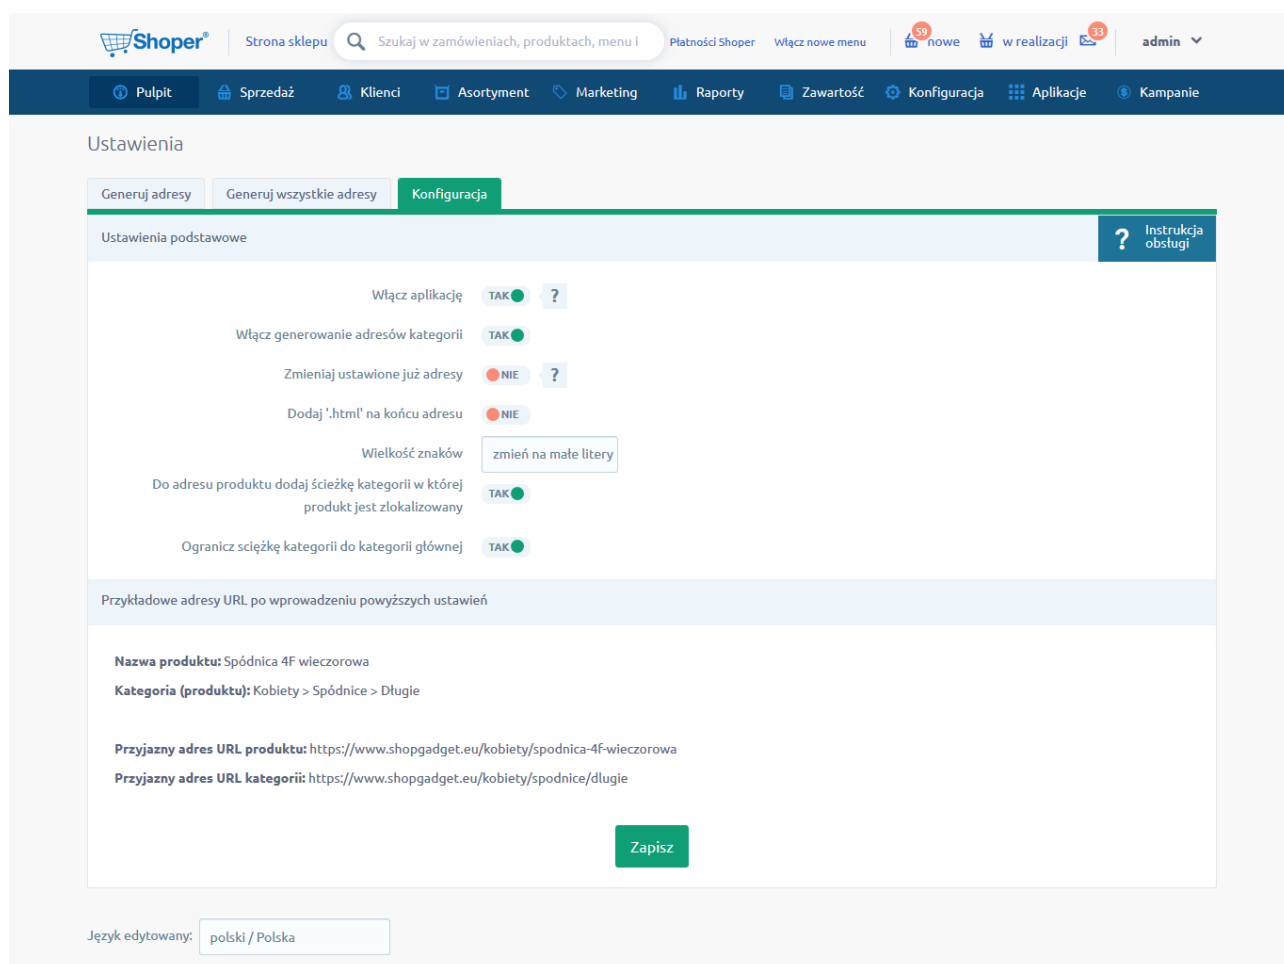 Shoper®
Strona sklepu
Szukaj w zamówieniach, produktach, menu i
Płatności Shoper
Włącz nowe menu
59
nowe
w realizacji
33
admin
Pulpit
Sprzedaż
Klienci
Asortyment
Marketing
Raporty
Zawartość
Konfiguracja
Aplikacje
Kampanie
Ustawienia
Generuj adresy
Generuj wszystkie adresy
Konfiguracja
Ustawienia podstawowe
? Instrukcja
obsługi
Włącz aplikację TAK ?
Włącz generowanie adresów kategorii TAK
Zmieniaj ustawione już adresy NIE ?
Dodaj '.html' na końcu adresu NIE
Wielkość znaków zmień na małe litery
Do adresu produktu dodaj ścieżkę kategorii w której
produkt jest zlokalizowany TAK
Ogranicz sciężkę kategorii do kategorii głównej TAK
Przykładowe adresy URL po wprowadzeniu powyższych ustawień
Nazwa produktu: Spódnica 4F wieczorowa
Kategoria (produktu): Kobiety > Spódnice > Długie
Przyjazny adres URL produktu: https://www.shopgadget.eu/kobiety/spodnica-4f-wieczorowa
Przyjazny adres URL kategorii: https://www.shopgadget.eu/kobiety/spodnice/dlugie
Zapisz
Język edytowany: polski / Polska